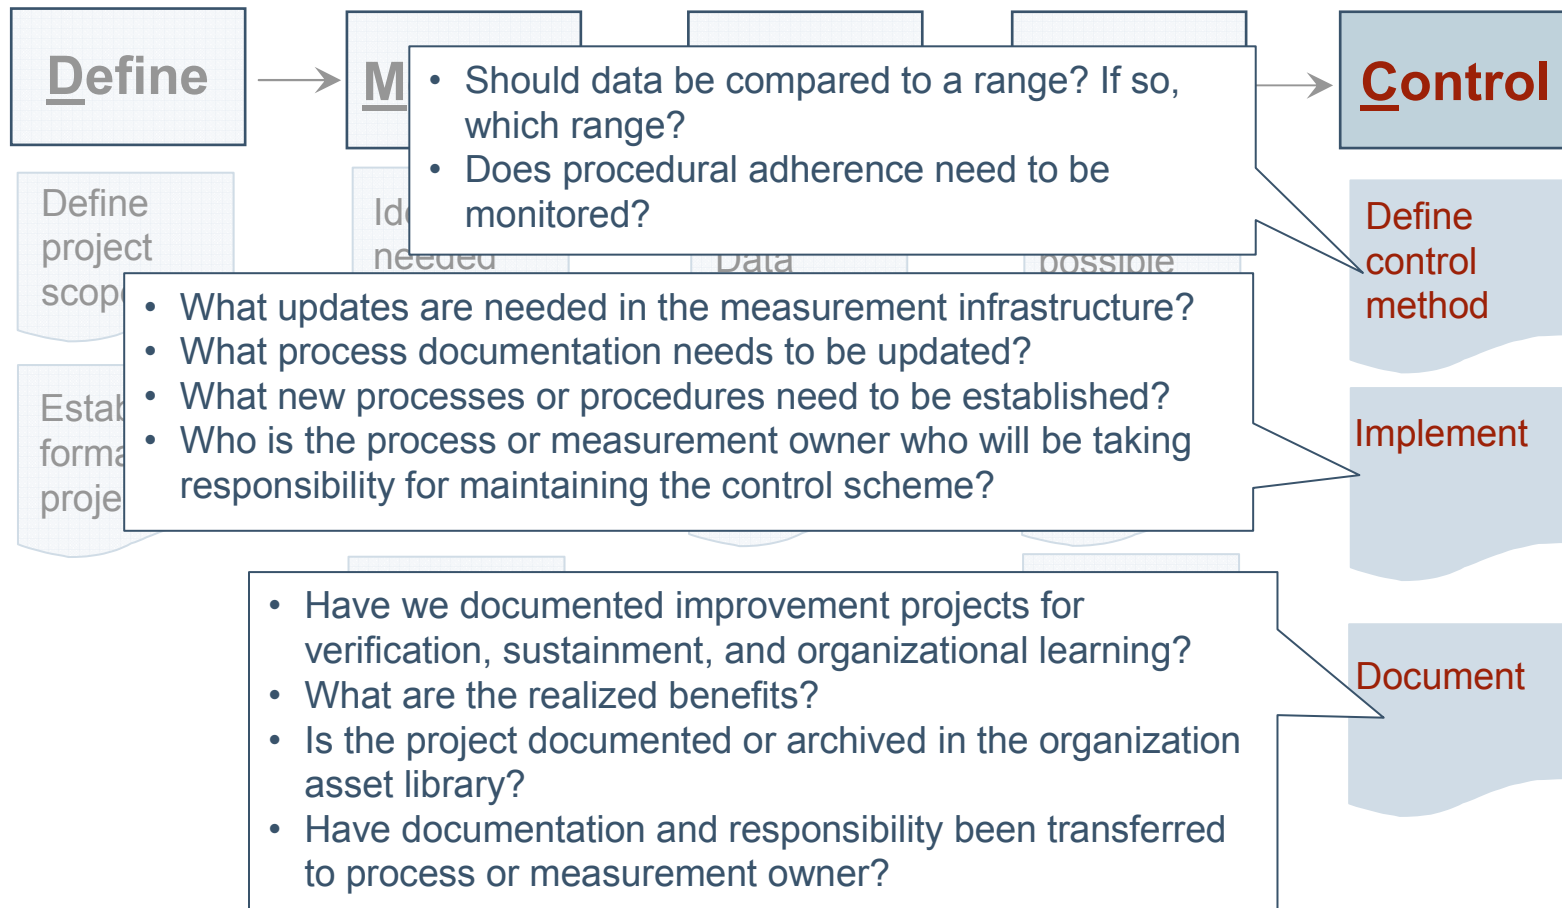 Define
Control
• Should data be compared to a range? If so,
which range?
• Does procedural adherence need to be
monitored?
Define
project
needed
Data
possible
Define
control
method
• What updates are needed in the measurement infrastructure?
• What process documentation needs to be updated?
• What new processes or procedures need to be established?
• Who is the process or measurement owner who will be taking
responsibility for maintaining the control scheme?
Implement
• Have we documented improvement projects for
verification, sustainment, and organizational learning?
• What are the realized benefits?
• Is the project documented or archived in the organization
asset library?
• Have documentation and responsibility been transferred
to process or measurement owner?
Document